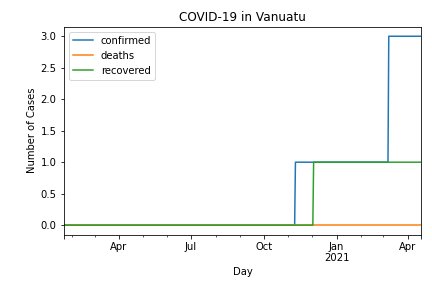 COVID-19 in Vanuatu
confirmed
deaths
recovered
Number of Cases
3.0
2.5
2.0
1.5
1.0
0.5
0.0
Apr Jul Oct Jan Apr
2021
Day